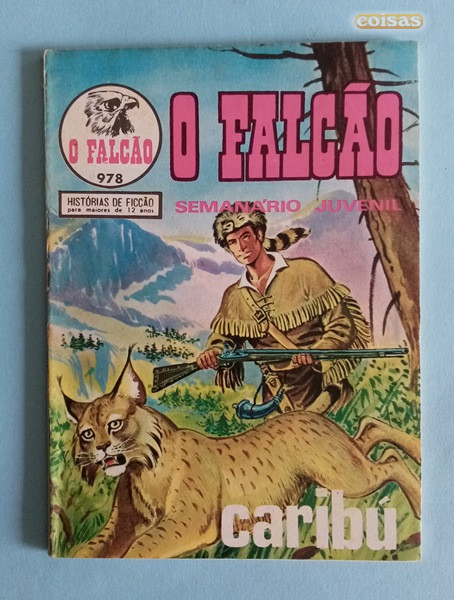 coisas
O FALCÃO
978
HISTÓRIAS DE FICÇÃO
para maiores de 12 anos
O FALCÃO
SEMANÁRIO JUVENIL
caribú